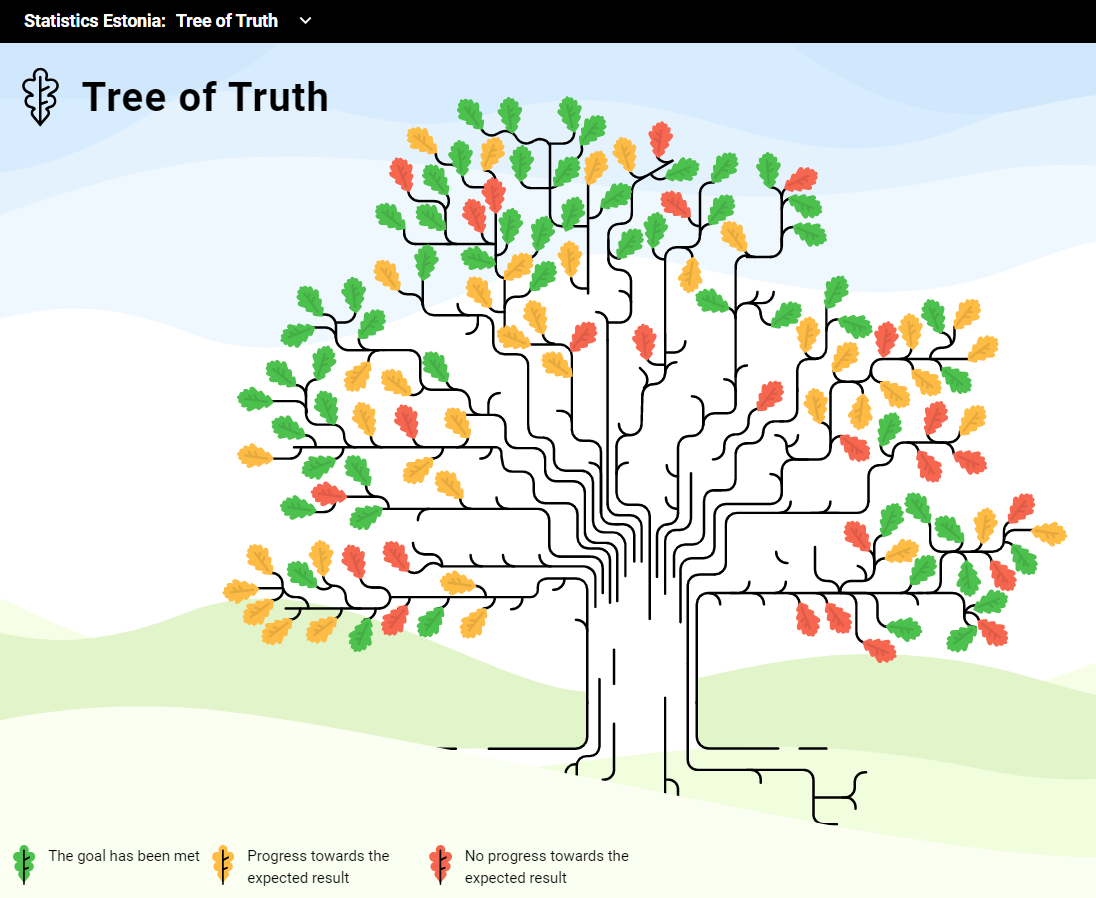 Statistics Estonia: Tree of Truth
Tree of Truth
The goal has been met
Progress towards the
expected result
No progress towards the
expected result